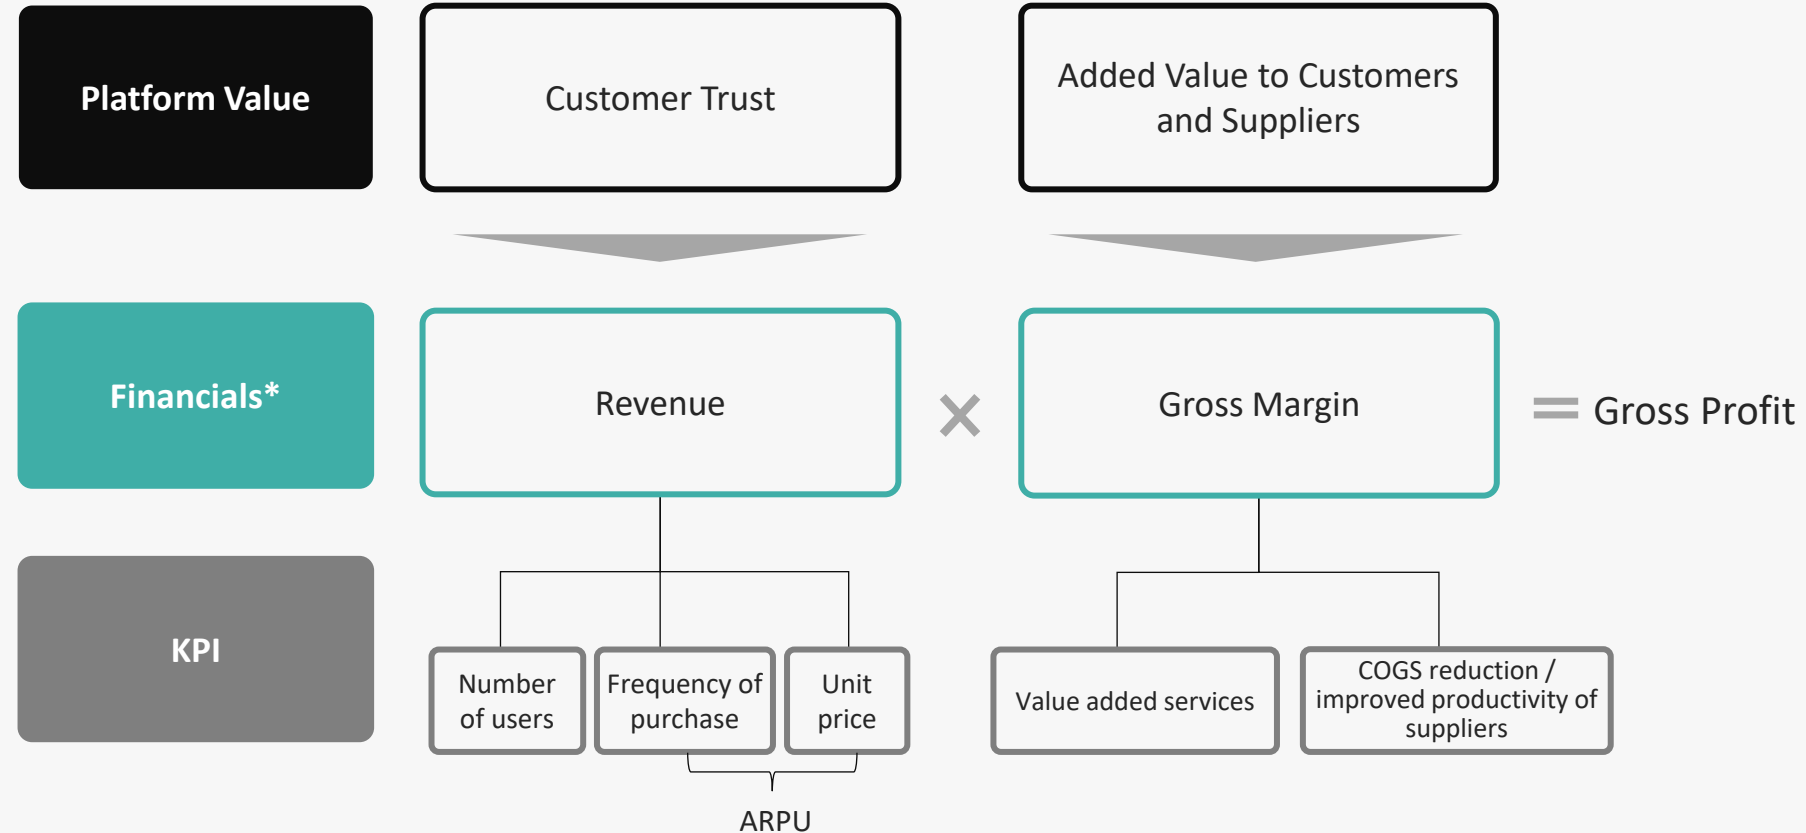 Platform Value
Customer Trust
Added Value to Customers
and Suppliers
Financials*
Revenue
×
Gross Margin
= Gross Profit
KPI
Number
of users
Frequency of
purchase
Unit
price
Value added services
COGS reduction /
improved productivity of
suppliers
ARPU